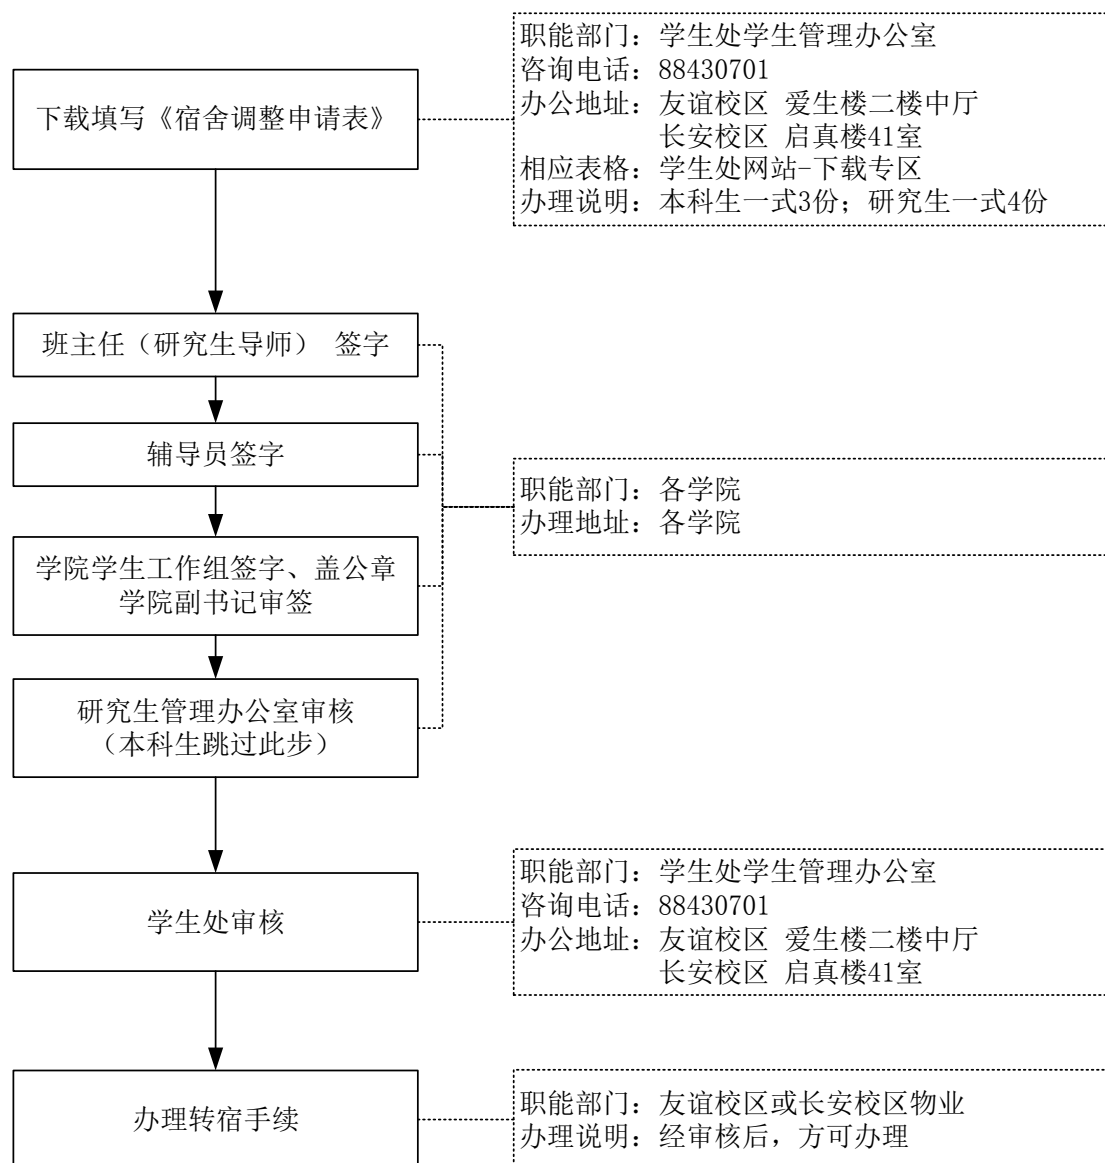 下载填写《宿舍调整申请表》
职能部门：学生处学生管理办公室
咨询电话：88430701
办公地址：友谊校区 爱生楼二楼中厅
长安校区 启真楼41室
相应表格：学生处网站-下载专区
办理说明：本科生一式3份；研究生一式4份
班主任（研究生导师） 签字
辅导员签字
学院学生工作组签字、盖公章
学院副书记审签
研究生管理办公室审核
（本科生跳过此步）
职能部门：各学院
办理地址：各学院
学生处审核
职能部门：学生处学生管理办公室
咨询电话：88430701
办公地址：友谊校区 爱生楼二楼中厅
长安校区 启真楼41室
办理转宿手续
职能部门：友谊校区或长安校区物业
办理说明：经审核后，方可办理